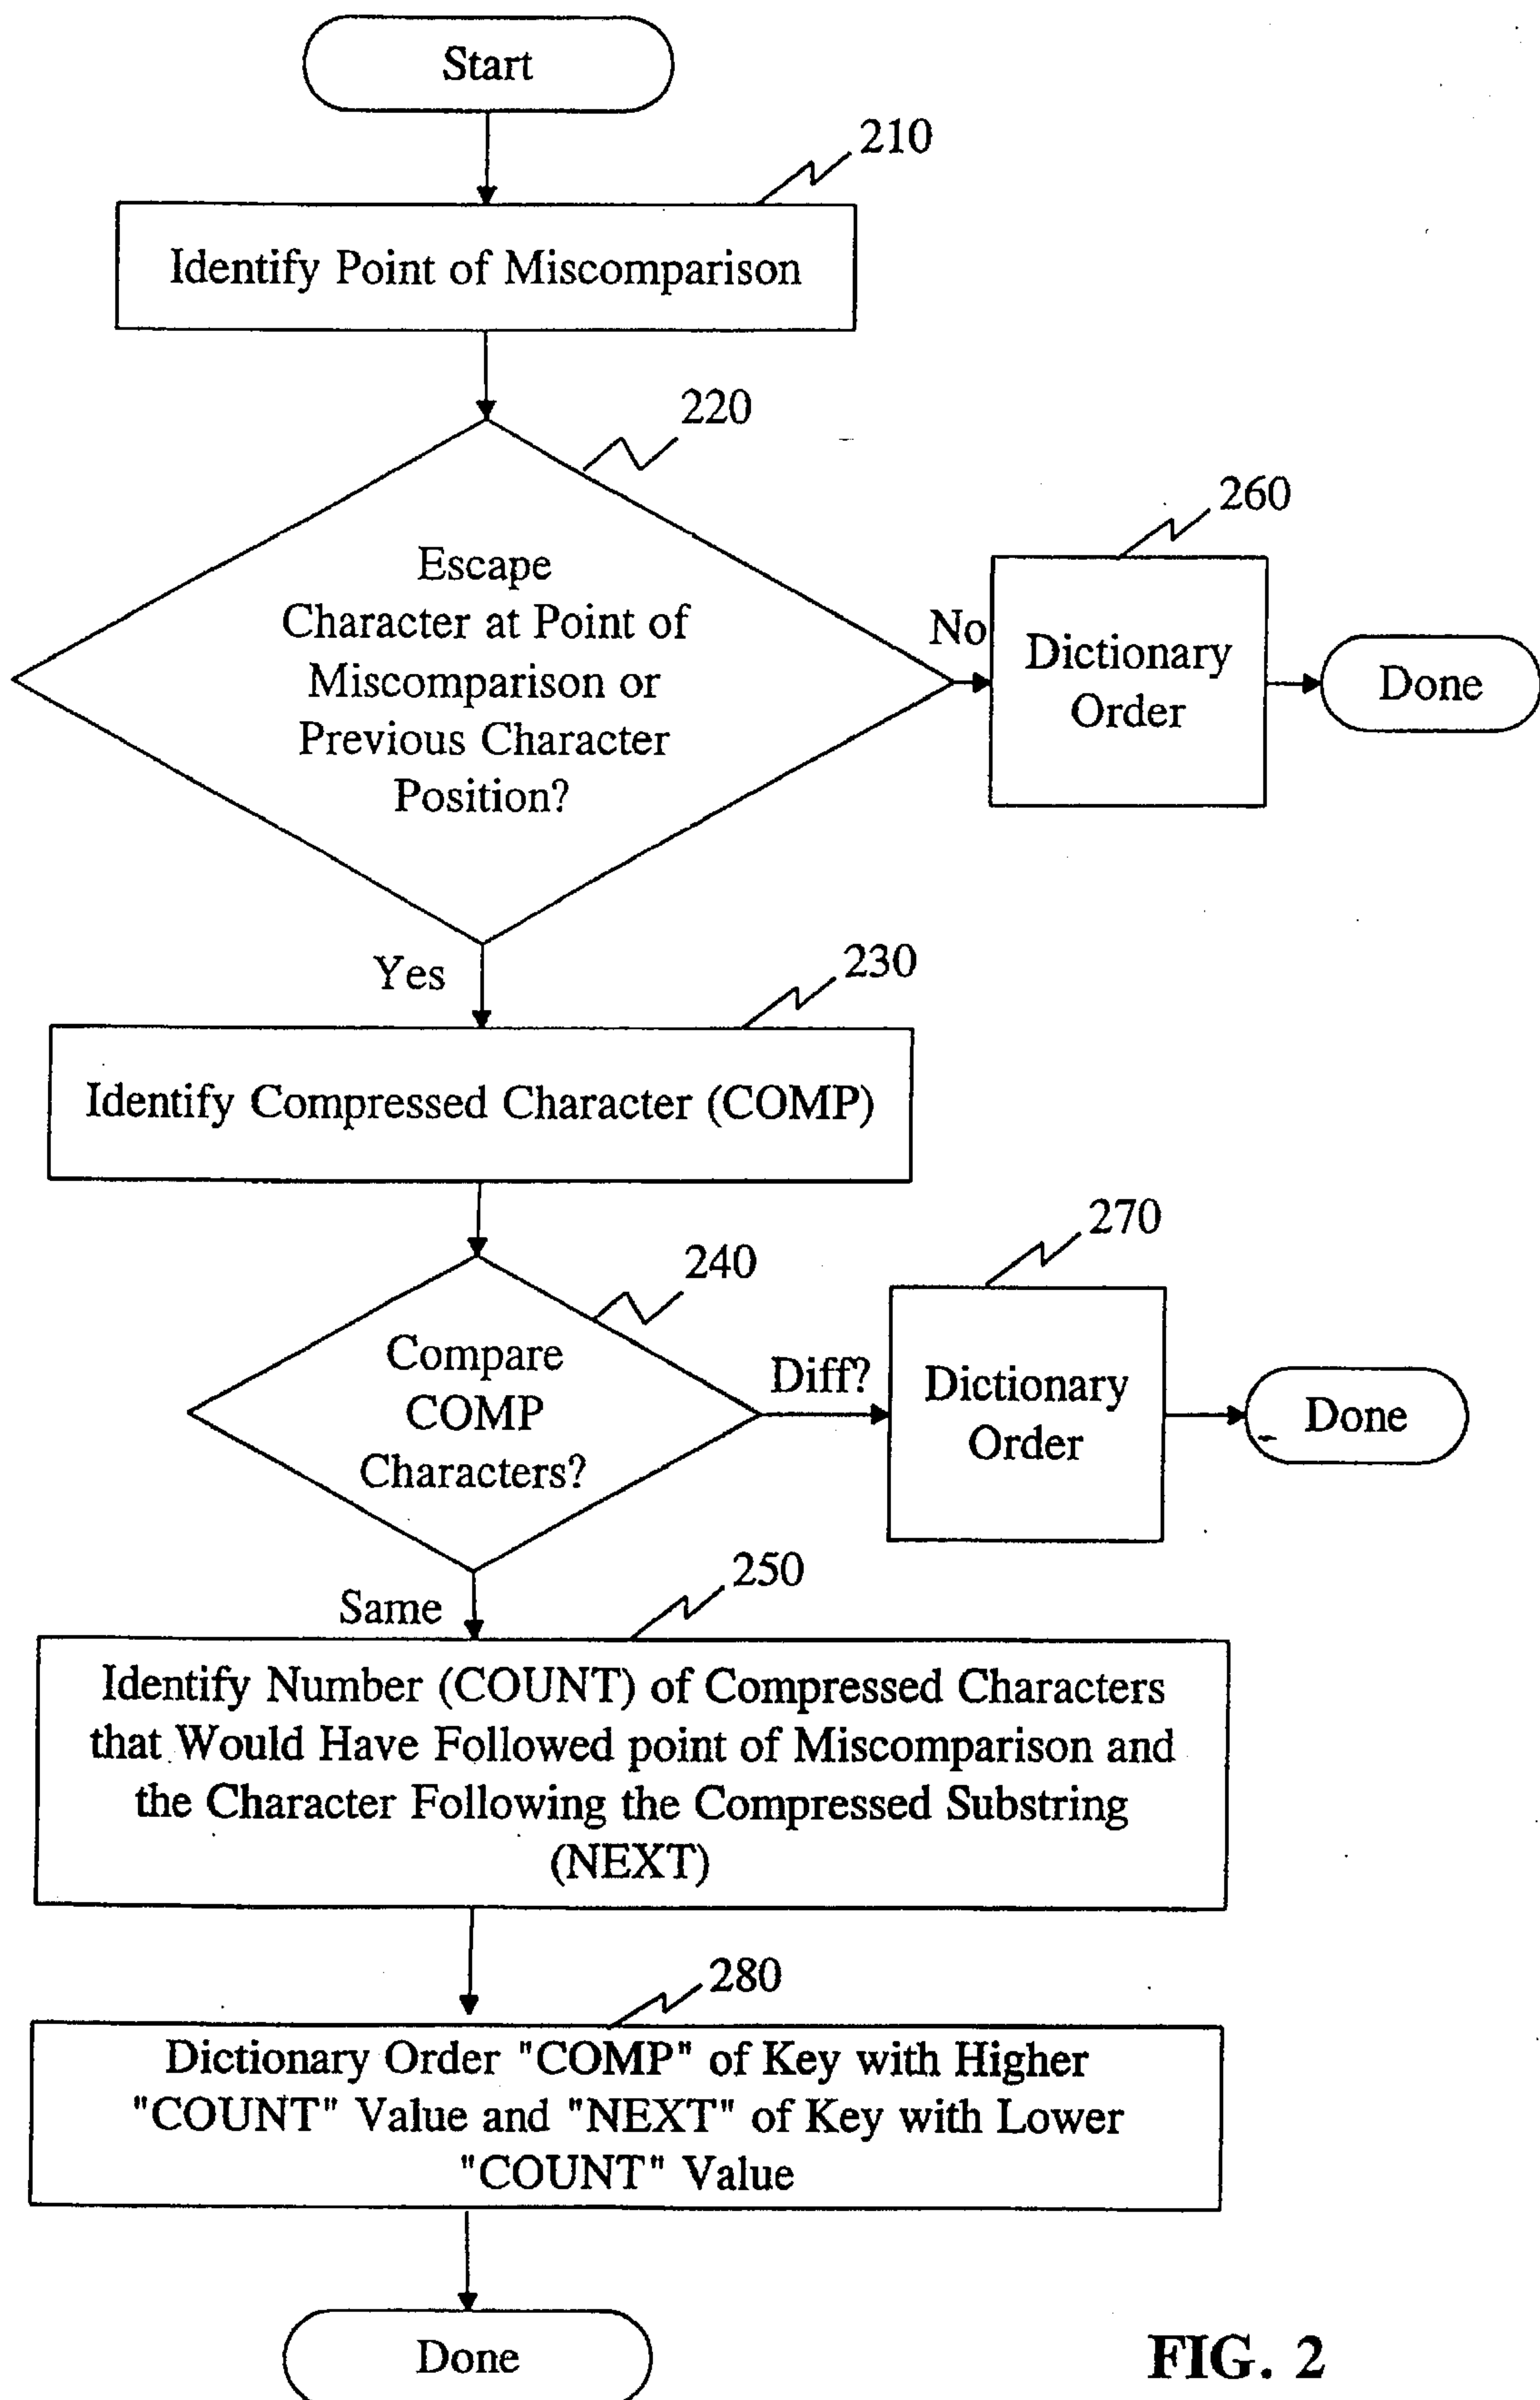 Start
210
Identify Point of Miscomparison
220
Escape
Character at Point of
Miscomparison or
Previous Character
Position?
No
260
Dictionary
Order
Done
Yes
230
Identify Compressed Character (COMP)
240
Compare
COMP
Characters?
Diff?
270
Dictionary
Order
Done
Same
250
Identify Number (COUNT) of Compressed Characters
that Would Have Followed point of Miscomparison and
the Character Following the Compressed Substring
(NEXT)
280
Dictionary Order "COMP" of Key with Higher
"COUNT" Value and "NEXT" of Key with Lower
"COUNT" Value
Done
FIG. 2